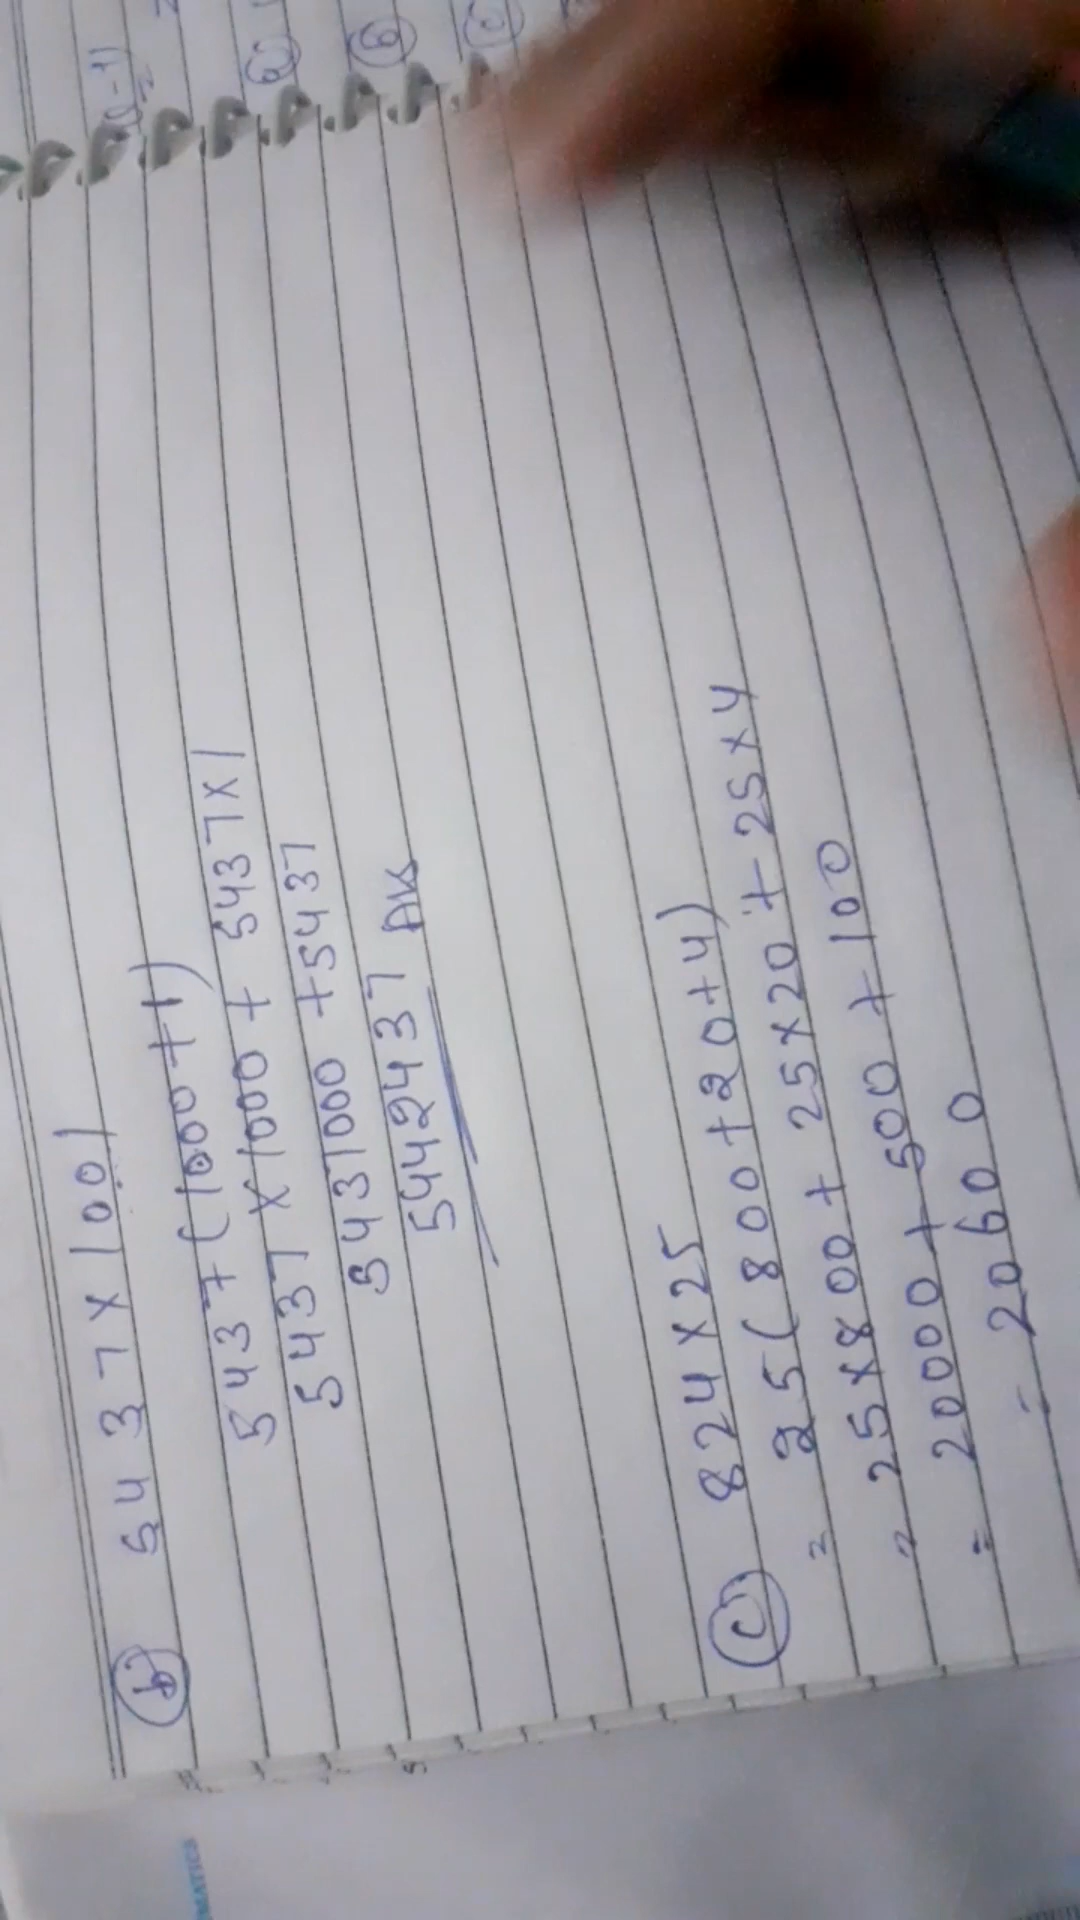 (b) 5437 x 1001
5437 + (1000 + 1)
5437 x 1000 + 5437 x 1
5437000 + 5437
5442437 Ans
(c) 824 x 25
= 25 ( 800 + 20 + 4)
= 25 x 800 + 25 x 20 + 25 x 4
= 20000 + 500 + 100
= 20600